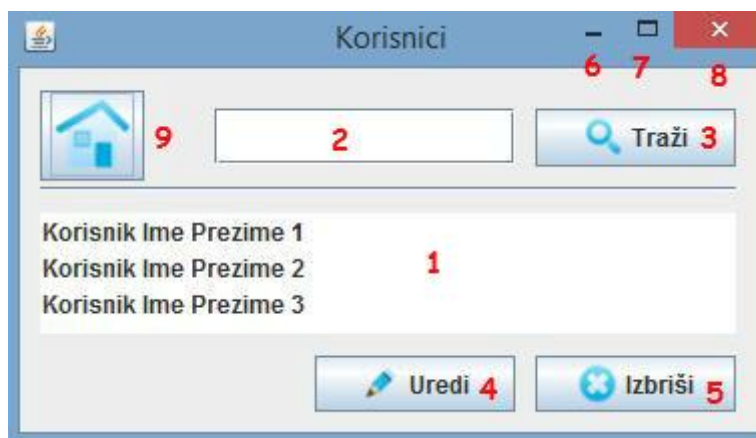 Korisnici
6 7 8
9 2 Traži 3
Korisnik Ime Prezime 1
Korisnik Ime Prezime 2 1
Korisnik Ime Prezime 3
Uredi 4 Izbriši 5